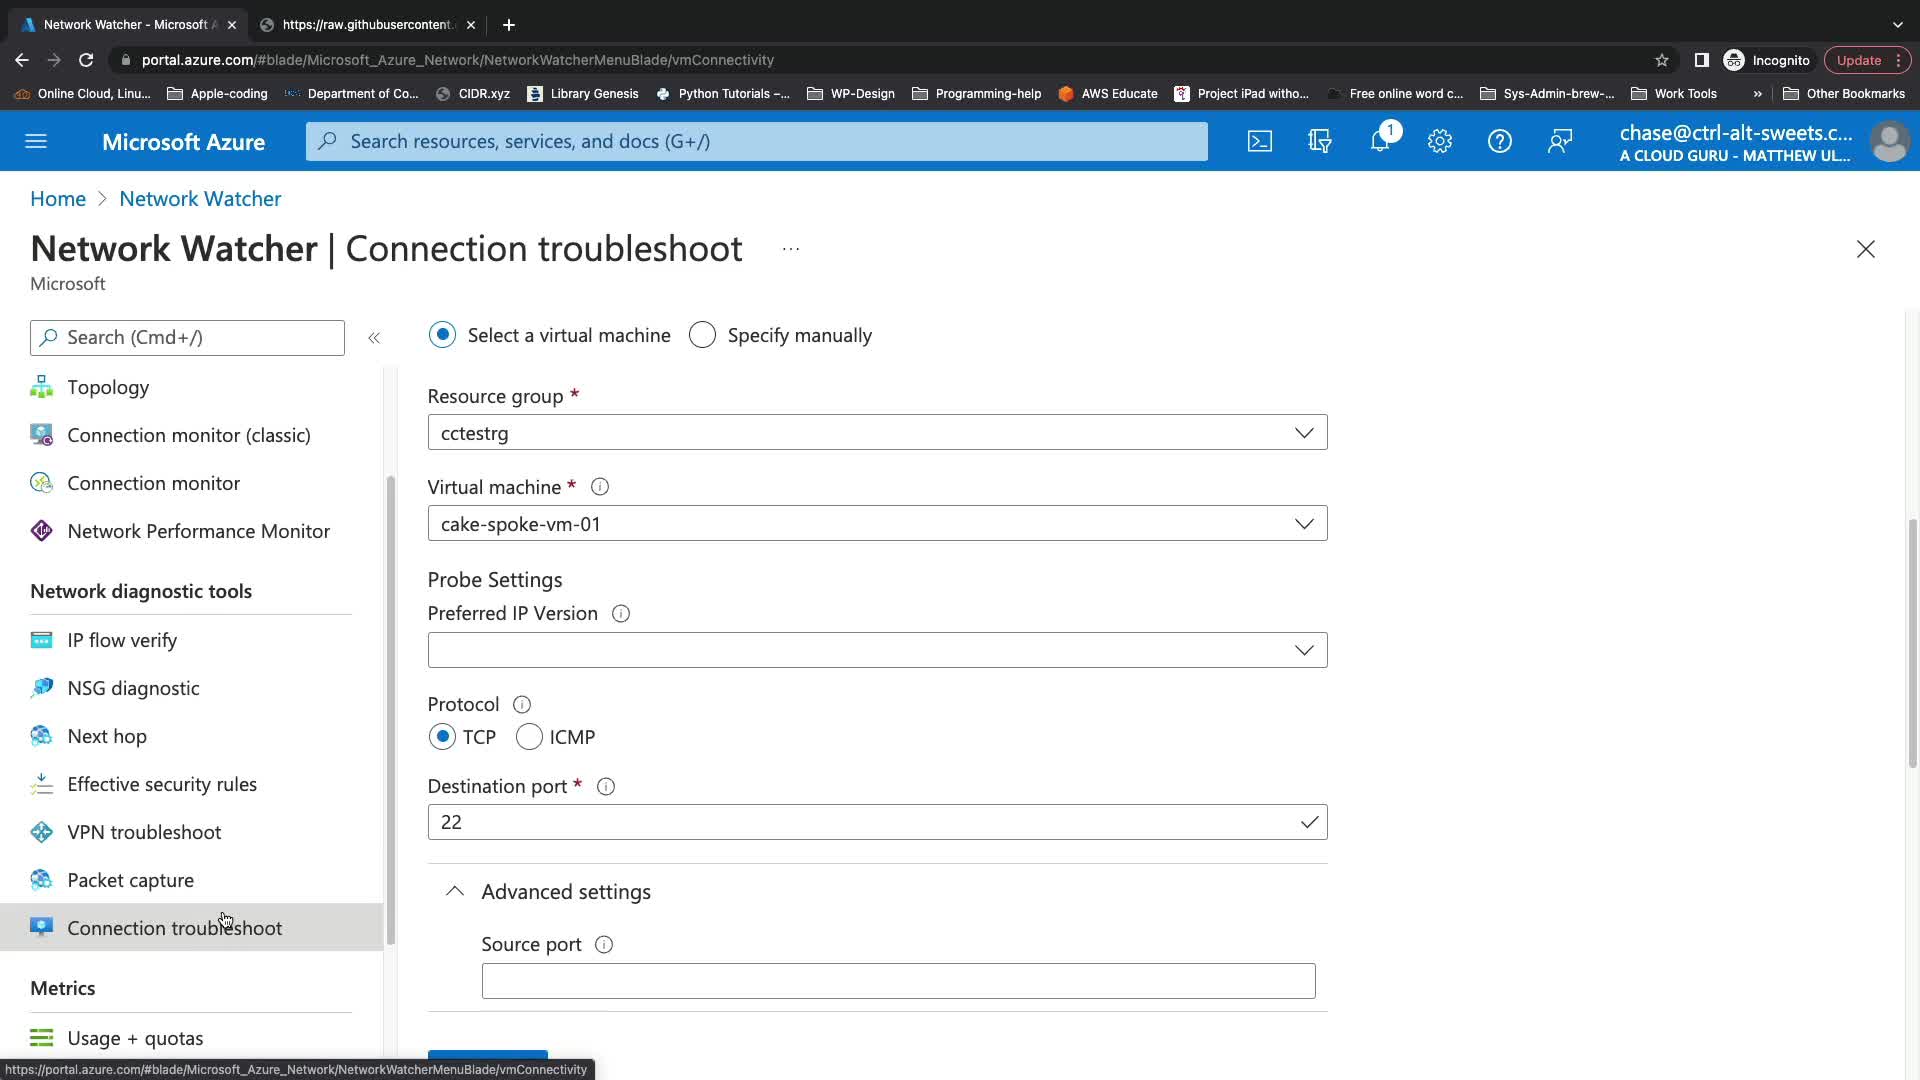 Network Watcher - Microsoft A
https://raw.githubusercontent.
portal.azure.com/#blade/Microsoft_Azure_Network/NetworkWatcherMenuBlade/vmConnectivity
Incognito
Update
Online Cloud, Linu...
Apple-coding
Department of Co...
CIDR.xyz
Library Genesis
Python Tutorials –...
WP-Design
Programming-help
AWS Educate
Project iPad witho...
Free online word c...
Sys-Admin-brew-...
Work Tools
»
Other Bookmarks
Microsoft Azure
Search resources, services, and docs (G+/)
1
chase@ctrl-alt-sweets.c...
A CLOUD GURU - MATTHEW UL...
Home > Network Watcher
Network Watcher | Connection troubleshoot ...
Microsoft
Search (Cmd+/)
«
Topology
Connection monitor (classic)
Connection monitor
Network Performance Monitor
Network diagnostic tools
IP flow verify
NSG diagnostic
Next hop
Effective security rules
VPN troubleshoot
Packet capture
Connection troubleshoot
Metrics
Usage + quotas
Select a virtual machine
Specify manually
Resource group *
cctestrg
Virtual machine *
cake-spoke-vm-01
Probe Settings
Preferred IP Version
Protocol
TCP
ICMP
Destination port *
22
Advanced settings
Source port
https://portal.azure.com/#blade/Microsoft_Azure_Network/NetworkWatcherMenuBlade/vmConnectivity